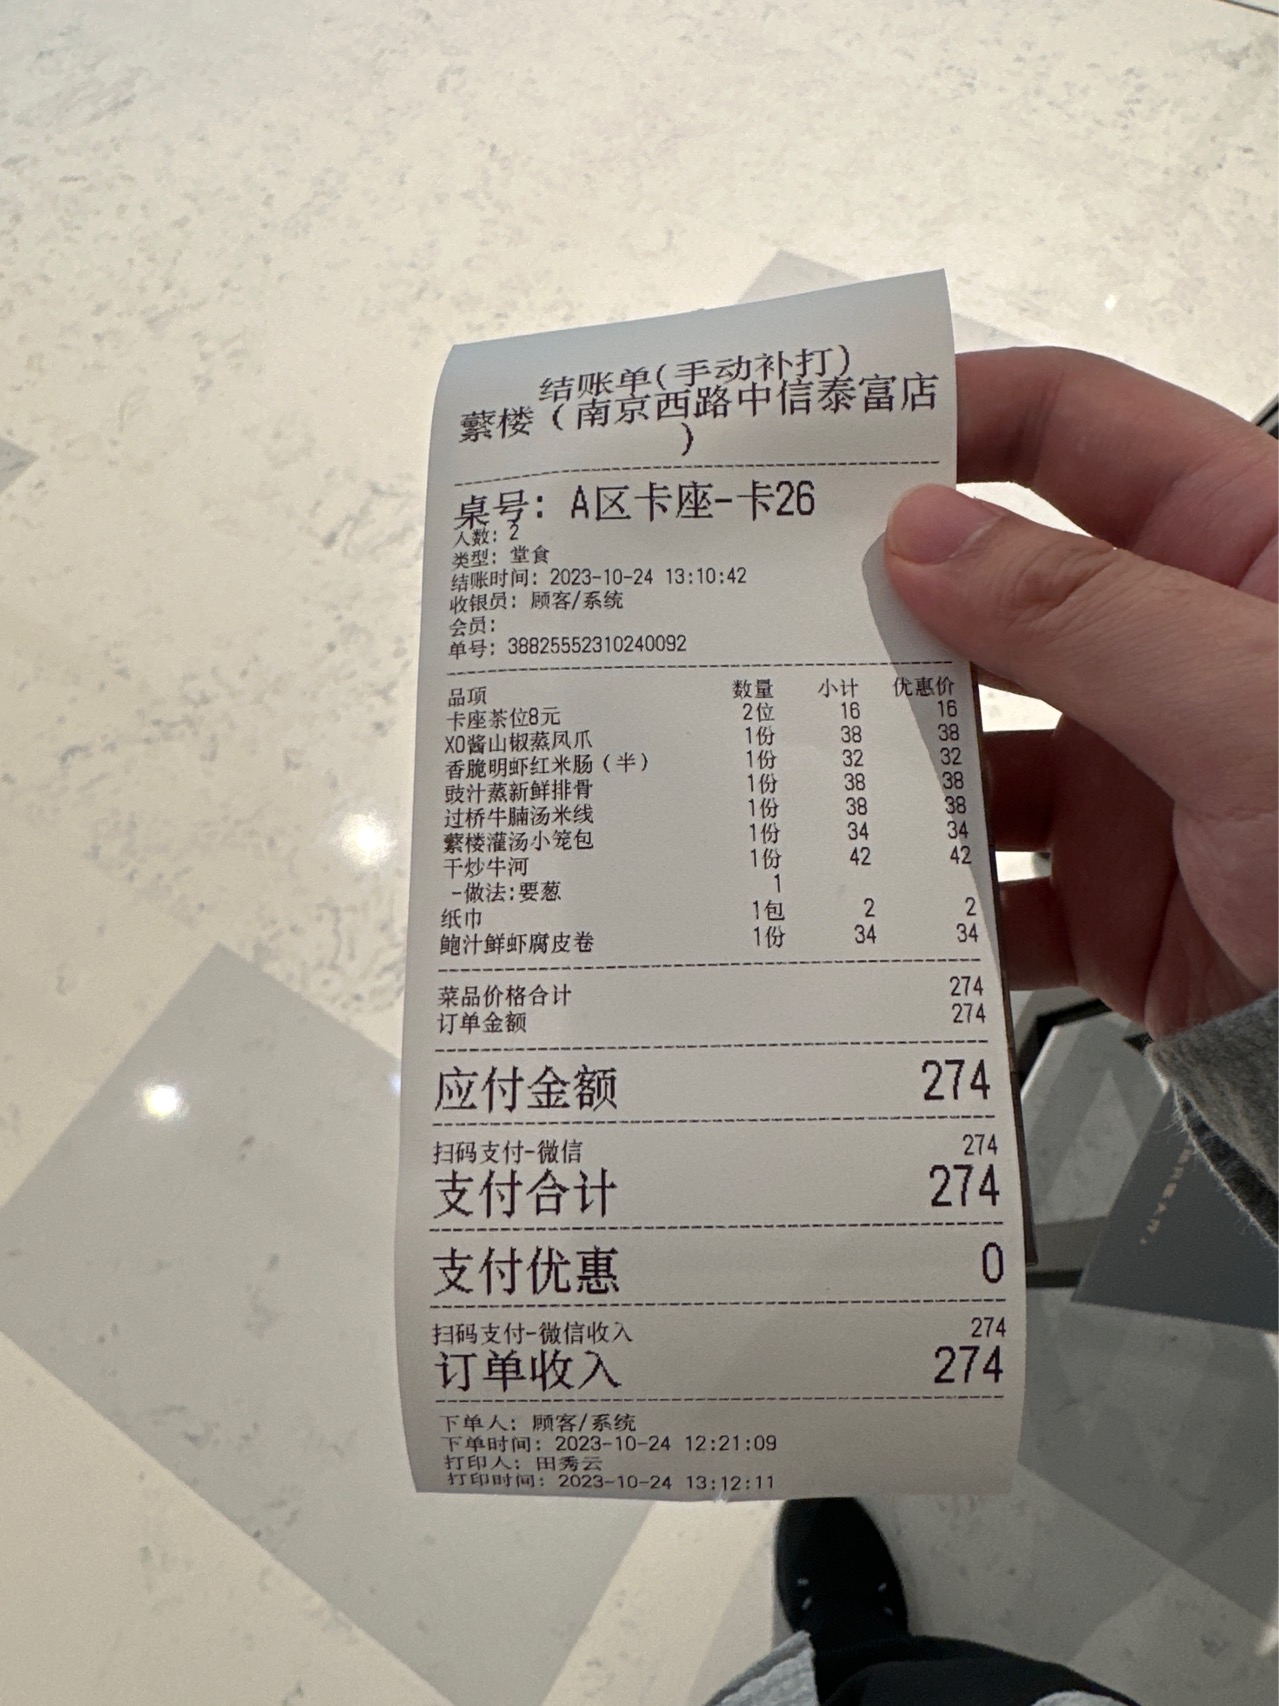 结账单(手动补打)
蘩楼（南京西路中信泰富店
）
桌号: A区卡座-卡26
人数: 2
类型: 堂食
结账时间: 2023-10-24 13:10:42
收银员: 顾客/系统
会员:
单号: 38825552310240092
品项 数量 小计 优惠价
卡座茶位8元 2位 16 16
XO酱山椒蒸凤爪 1份 38 38
香脆明虾红米肠（半） 1份 32 32
豉汁蒸新鲜排骨 1份 38 38
过桥牛腩汤米线 1份 38 38
蘩楼灌汤小笼包 1份 34 34
干炒牛河 1份 42 42
-做法:要葱 1
纸巾 1包 2 2
鲍汁鲜虾腐皮卷 1份 34 34
菜品价格合计 274
订单金额 274
应付金额 274
扫码支付-微信 274
支付合计 274
支付优惠 0
扫码支付-微信收入 274
订单收入 274
下单人: 顾客/系统
下单时间: 2023-10-24 12:21:09
打印人: 田秀云
打印时间: 2023-10-24 13:12:11